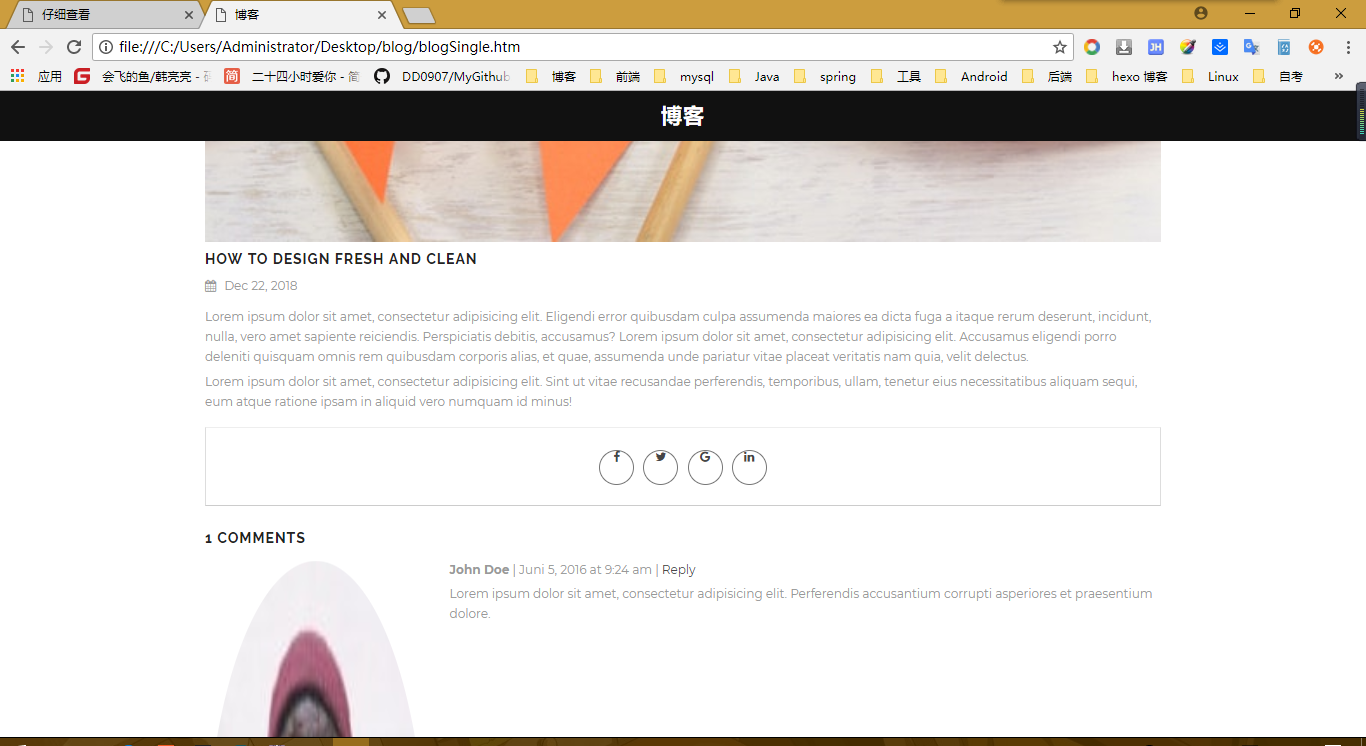 仔细查看
博客
file:///C:/Users/Administrator/Desktop/blog/blogSingle.htm
应用 会飞的鱼/韩亮亮 - 二十四小时爱你 - 简 DD0907/MyGithub 博客 前端 mysql Java spring 工具 Android 后端 hexo 博客 Linux 自考 »
博客
HOW TO DESIGN FRESH AND CLEAN
Dec 22, 2018
Lorem ipsum dolor sit amet, consectetur adipisicing elit. Eligendi error quibusdam culpa assumenda maiores ea dicta fuga a itaque rerum deserunt, incidunt,
nulla, vero amet sapiente reiciendis. Perspiciatis debitis, accusamus? Lorem ipsum dolor sit amet, consectetur adipisicing elit. Accusamus eligendi porro
deleniti quisquam omnis rem quibusdam corporis alias, et quae, assumenda unde pariatur vitae placeat veritatis nam quia, velit delectus.
Lorem ipsum dolor sit amet, consectetur adipisicing elit. Sint ut vitae recusandae perferendis, temporibus, ullam, tenetur eius necessitatibus aliquam sequi,
eum atque ratione ipsam in aliquid vero numquam id minus!
1 COMMENTS
John Doe | Juni 5, 2016 at 9:24 am | Reply
Lorem ipsum dolor sit amet, consectetur adipisicing elit. Perferendis accusantium corrupti asperiores et praesentium
dolore.